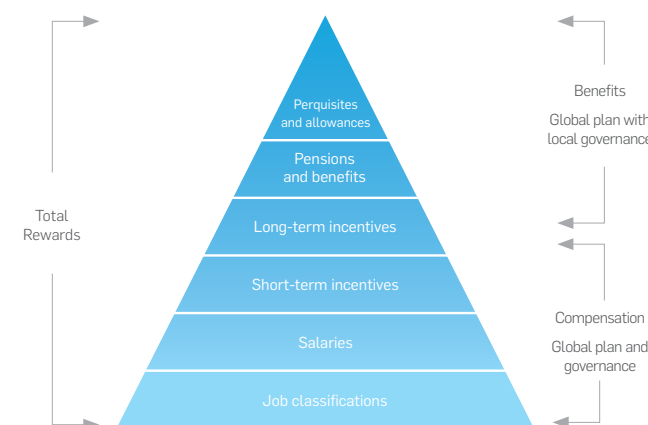 Perquisites
and allowances
Pensions
and benefits
Long-term incentives
Short-term incentives
Salaries
Job classifications
Total
Rewards
Benefits
Global plan with
local governance
Compensation
Global plan and
governance